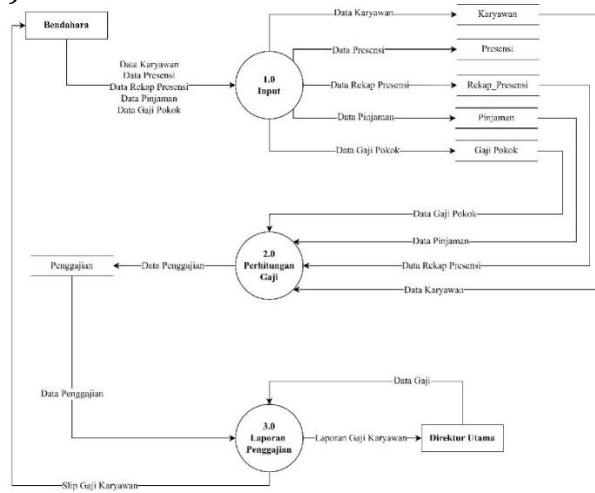 Bendahara
Data Karyawan
Data Presensi
Data Rekap Presensi
Data Pinjaman
Data Gaji Pokok
1.0
Input
Data Karyawan
Karyawan
Data Presensi
Presensi
Data Rekap Presensi
Rekap_Presensi
Data Pinjaman
Pinjaman
Data Gaji Pokok
Gaji Pokok
Data Gaji Pokok
Data Pinjaman
Data Rekap Presensi
Data Karyawan
2.0
Perhitungan
Gaji
Data Penggajian
Penggajian
Data Penggajian
Data Gaji
3.0
Laporan
Penggajian
Laporan Gaji Karyawan
Direktur Utama
Slip Gaji Karyawan